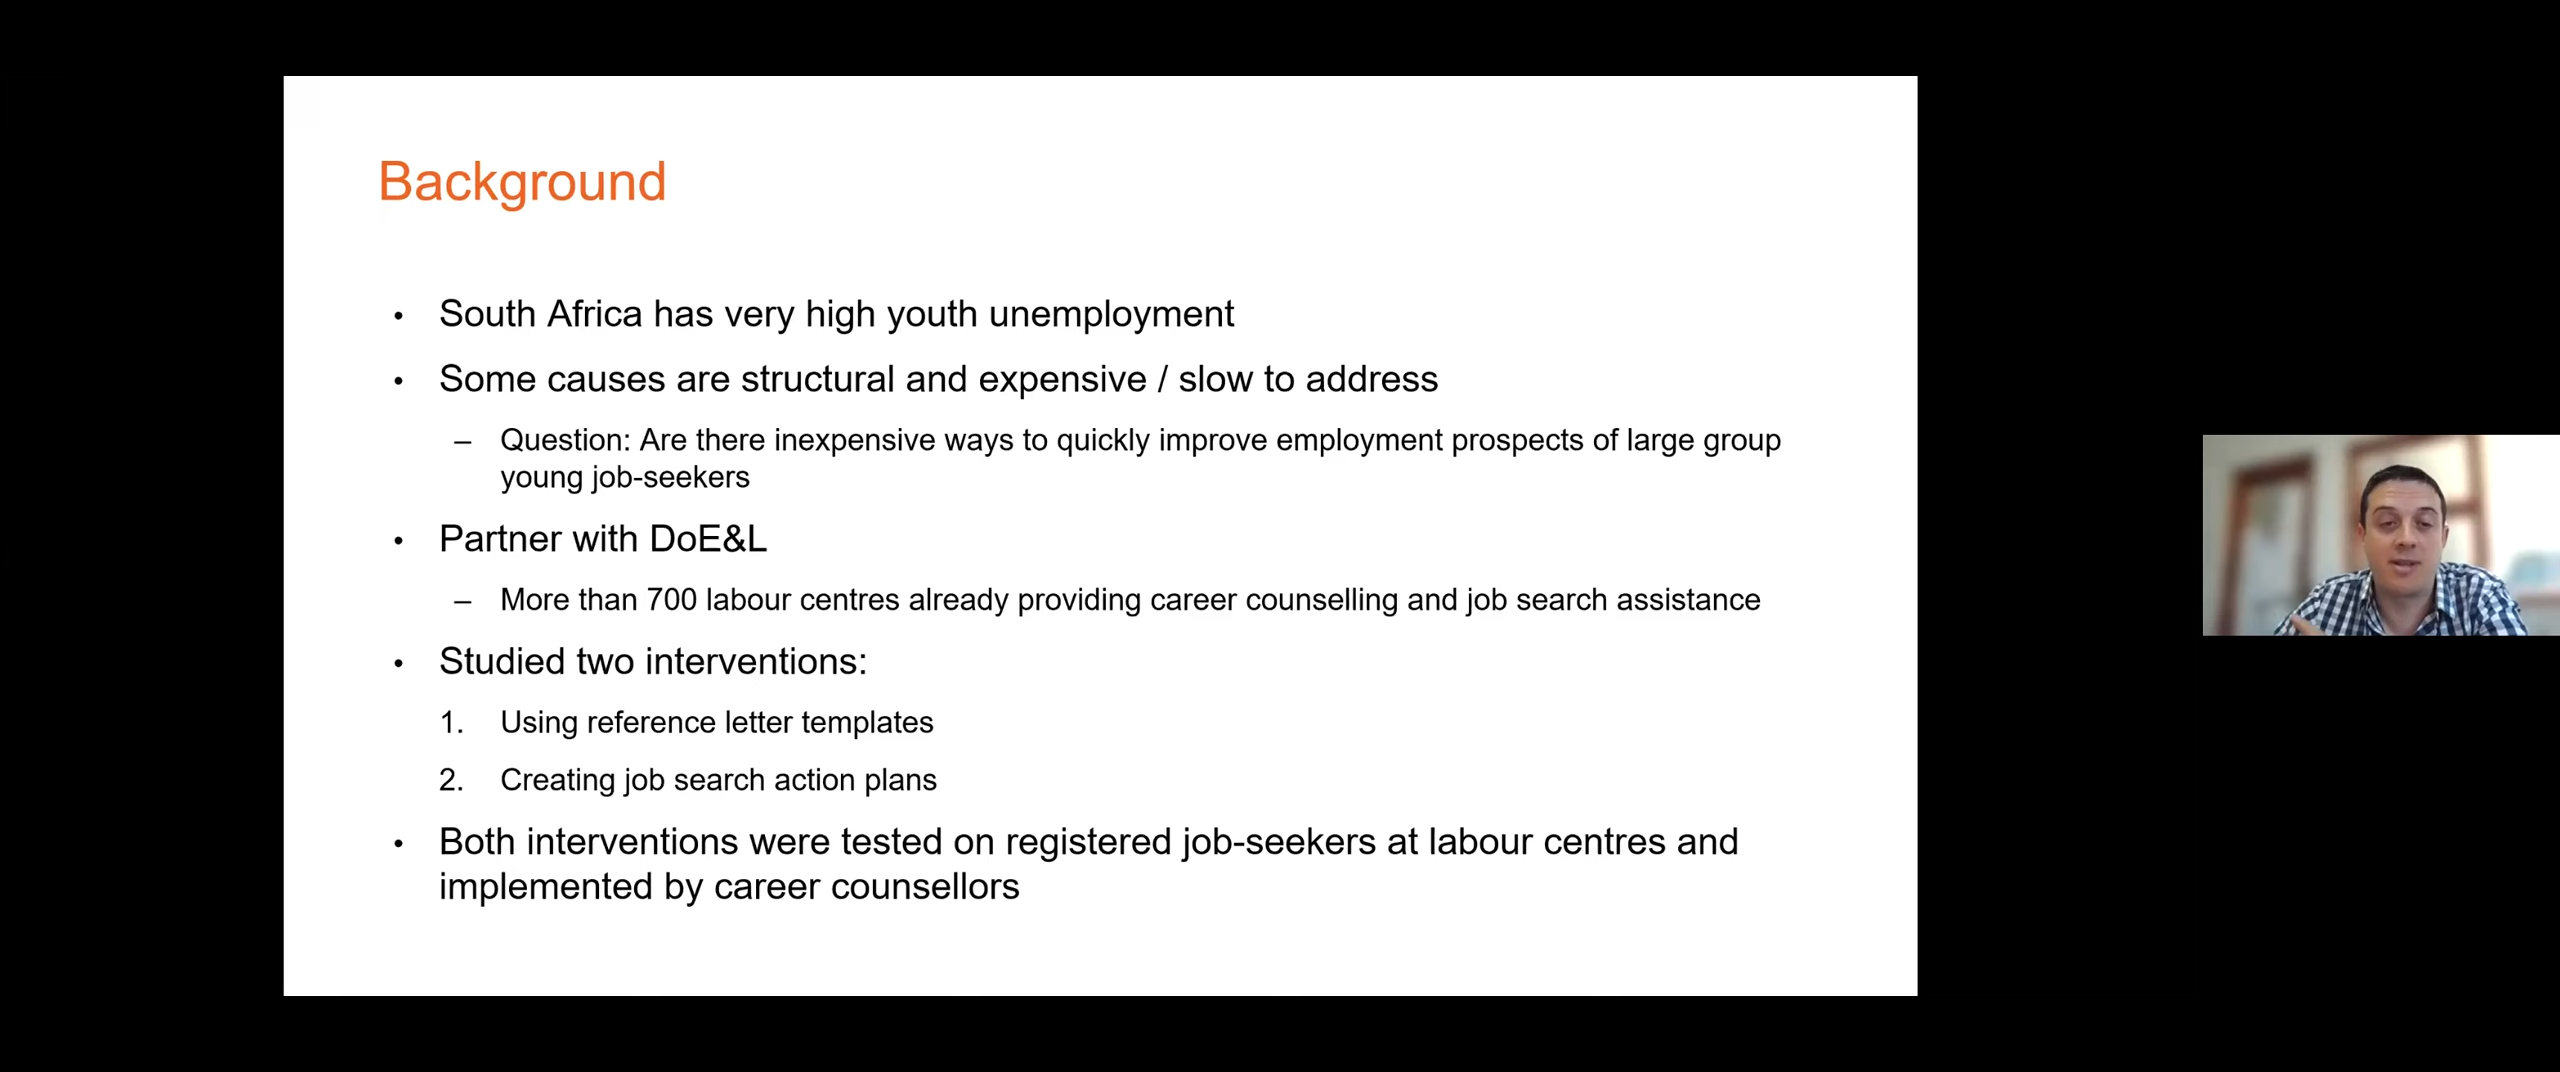 Background
• South Africa has very high youth unemployment
• Some causes are structural and expensive / slow to address
– Question: Are there inexpensive ways to quickly improve employment prospects of large group
young job-seekers
• Partner with DoE&L
– More than 700 labour centres already providing career counselling and job search assistance
• Studied two interventions:
1. Using reference letter templates
2. Creating job search action plans
• Both interventions were tested on registered job-seekers at labour centres and
implemented by career counsellors